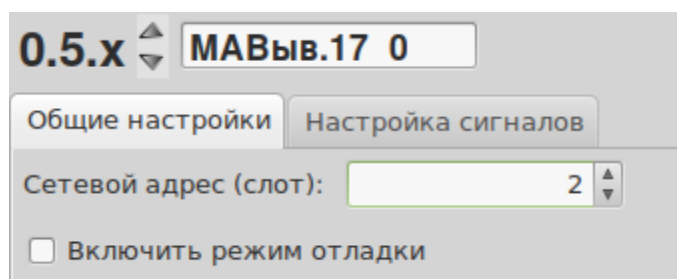 0.5.x МАВыв.17 0
Общие настройки Настройка сигналов
Сетевой адрес (слот): 2
Включить режим отладки